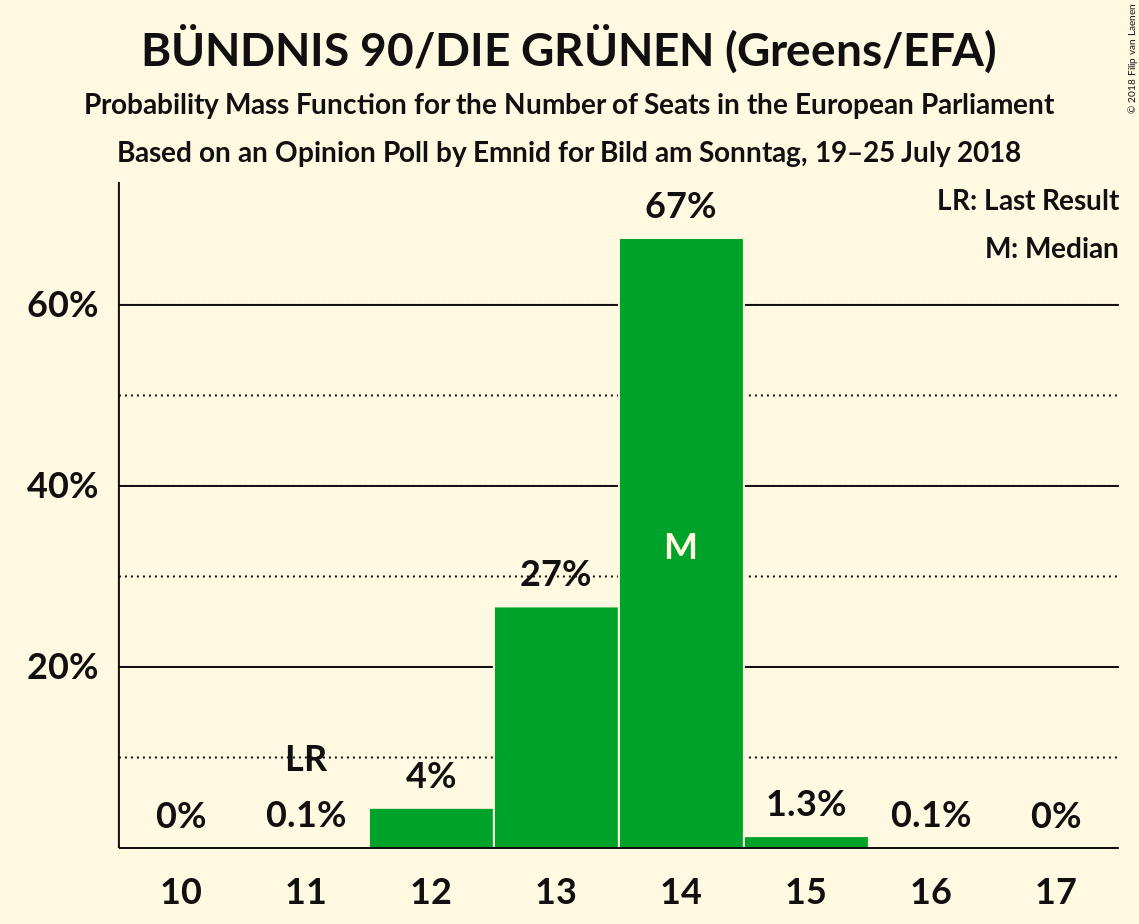 BÜNDNIS 90/DIE GRÜNEN (Greens/EFA)
Probability Mass Function for the Number of Seats in the European Parliament
Based on an Opinion Poll by Emnid for Bild am Sonntag, 19–25 July 2018
© 2018 Filip van Laenen
LR: Last Result
M: Median
67%
60%
40%
M
27%
20%
LR
4%
0%
0.1%
1.3%
0.1%
0%
10 11 12 13 14 15 16 17